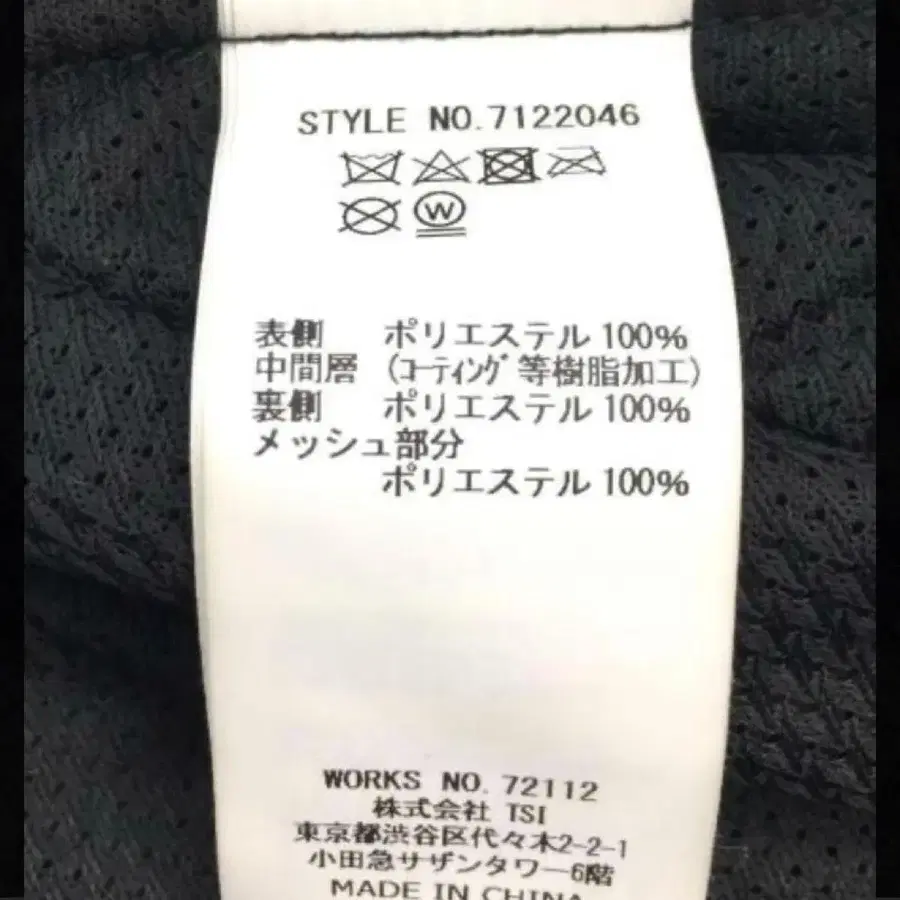 STYLE NO. 7122046
W
表側 ポリエステル 100%
中間層 (コーティング等樹脂加工)
裏側 ポリエステル 100%
メッシュ部分
ポリエステル 100%
WORKS NO. 72112
株式会社 TSI
東京都渋谷区代々木2-2-1
小田急サザンタワー6階
MADE IN CHINA